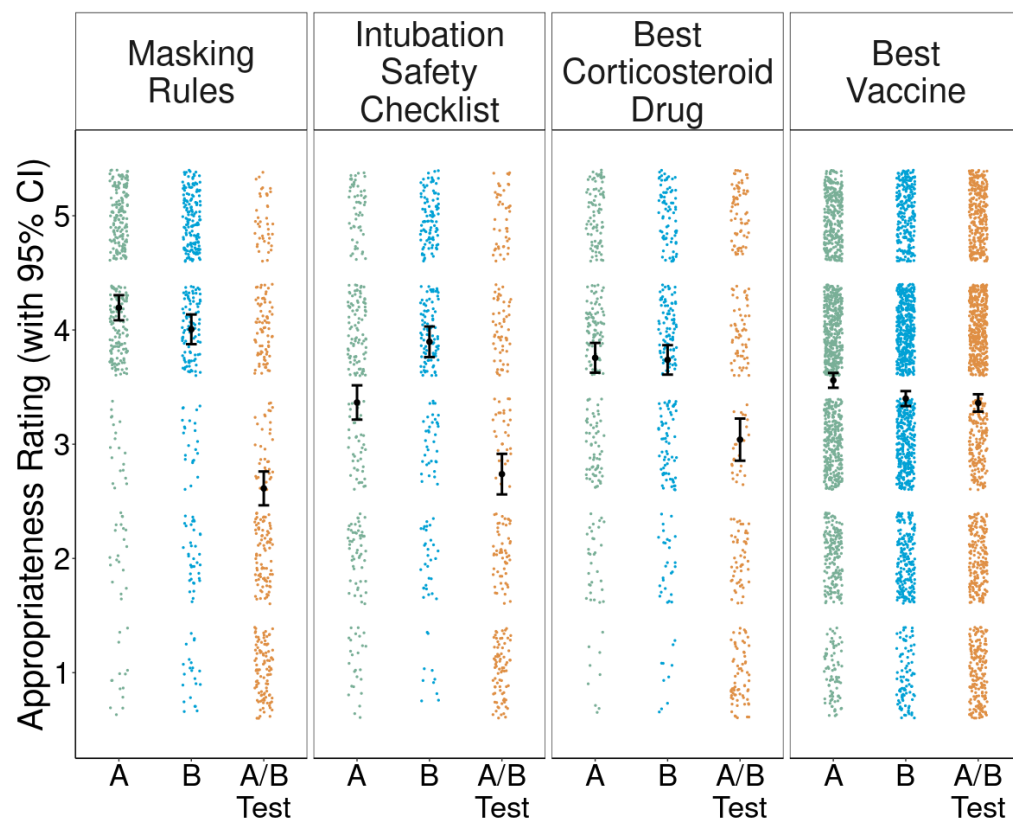 Masking
Rules
Intubation
Safety
Checklist
Best
Corticosteroid
Drug
Best
Vaccine
Appropriateness Rating (with 95% CI)
5
4
3
2
1
A
B
A/B
Test
A
B
A/B
Test
A
B
A/B
Test
A
B
A/B
Test